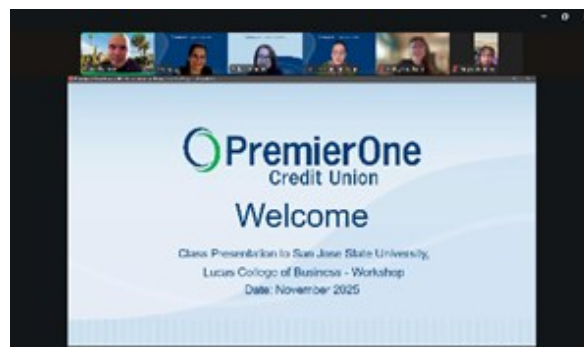 PremierOne
Credit Union
Welcome
Class Presentation to San Jose State University,
Lucas College of Business - Workshop
Date: November 2025